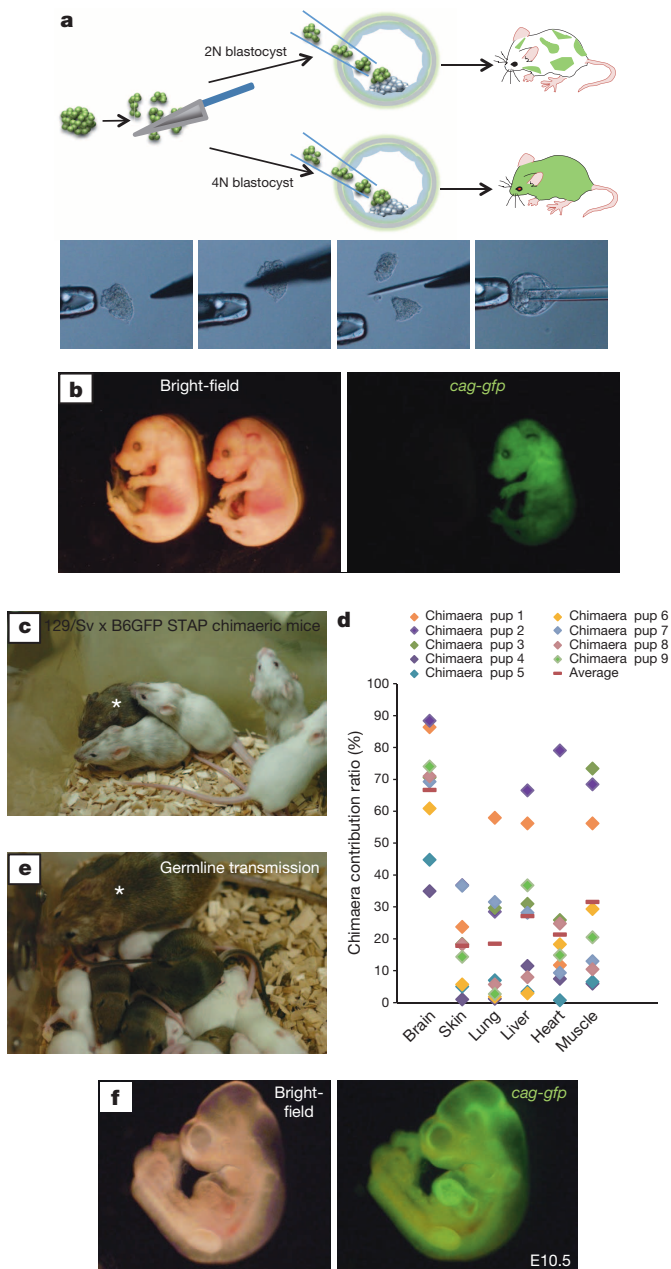 a
2N blastocyst
4N blastocyst
b
Bright-field
cag-gfp
c
129/Sv x B6GFP STAP chimaeric mice
d
Chimaera pup 1
Chimaera pup 2
Chimaera pup 3
Chimaera pup 4
Chimaera pup 5
Chimaera pup 6
Chimaera pup 7
Chimaera pup 8
Chimaera pup 9
Average
Chimaera contribution ratio (%)
100
90
80
70
60
50
40
30
20
10
0
Brain
Skin
Lung
Liver
Heart
Muscle
e
Germline transmission
f
Bright-
field
cag-gfp
E10.5